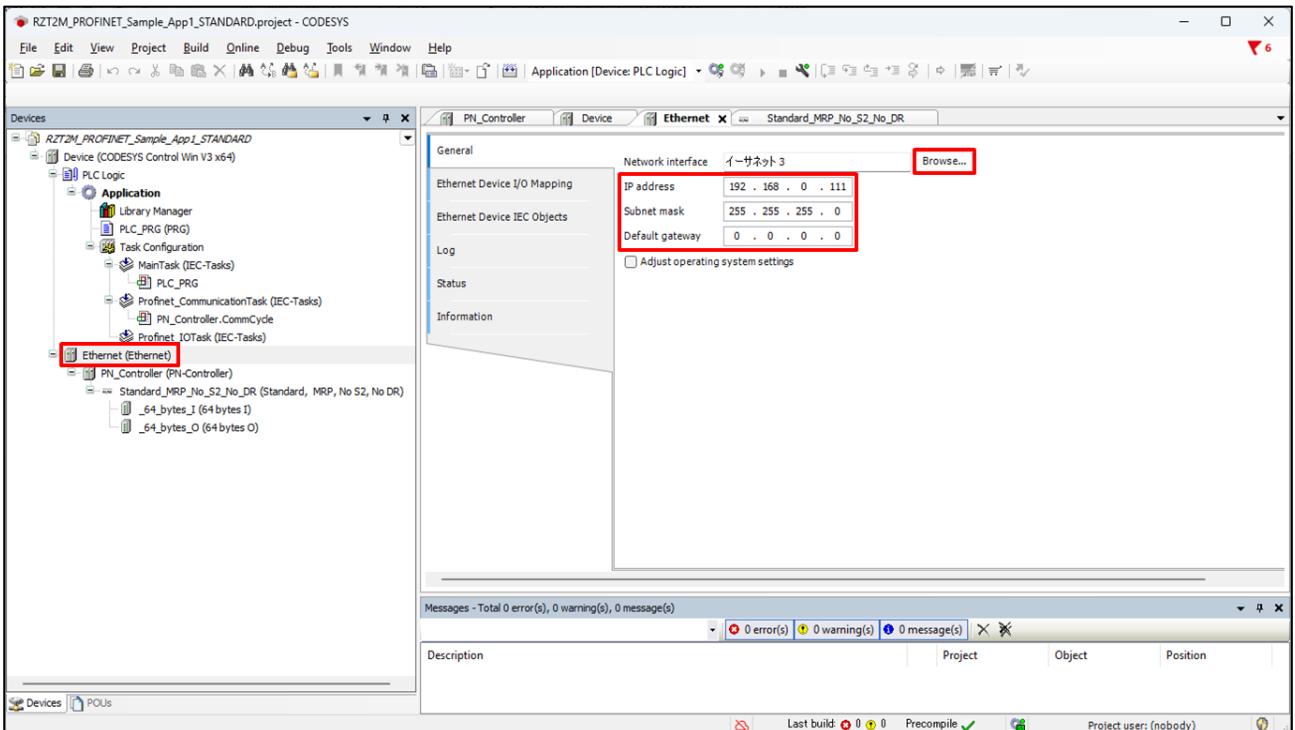 RZT2M_PROFINET_Sample_App1_STANDARD.project - CODESYS
File Edit View Project Build Online Debug Tools Window Help
6
Application [Device: PLC Logic]
Devices
RZT2M_PROFINET_Sample_App1_STANDARD
Device (CODESYS Control Win V3 x64)
PLC Logic
Application
Library Manager
PLC_PRG (PRG)
Task Configuration
MainTask (IEC-Tasks)
PLC_PRG
Profinet_CommunicationTask (IEC-Tasks)
PN_Controller.CommCycle
Profinet_IOTask (IEC-Tasks)
Ethernet (Ethernet)
PN_Controller (PN-Controller)
Standard_MRP_No_S2_No_DR (Standard, MRP, No S2, No DR)
_64_bytes_I (64 bytes I)
_64_bytes_O (64 bytes O)
Devices POUs
PN_Controller Device Ethernet Standard_MRP_No_S2_No_DR
General
Ethernet Device I/O Mapping
Ethernet Device IEC Objects
Log
Status
Information
Network interface イーサネット 3 Browse...
IP address 192 . 168 . 0 . 111
Subnet mask 255 . 255 . 255 . 0
Default gateway 0 . 0 . 0 . 0
Adjust operating system settings
Messages - Total 0 error(s), 0 warning(s), 0 message(s)
0 error(s) 0 warning(s) 0 message(s)
Description Project Object Position
Last build: 0 0 Precompile Project user: (nobody)